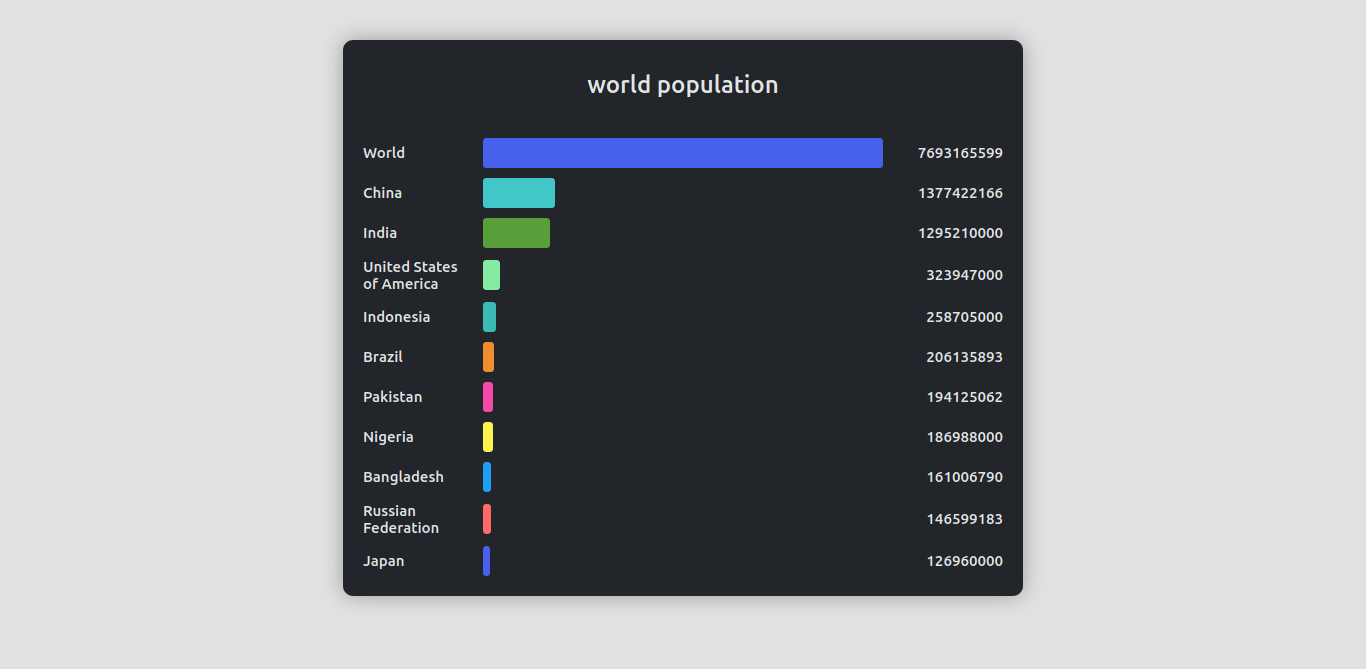 world population
World 7693165599
China 1377422166
India 1295210000
United States
of America 323947000
Indonesia 258705000
Brazil 206135893
Pakistan 194125062
Nigeria 186988000
Bangladesh 161006790
Russian
Federation 146599183
Japan 126960000